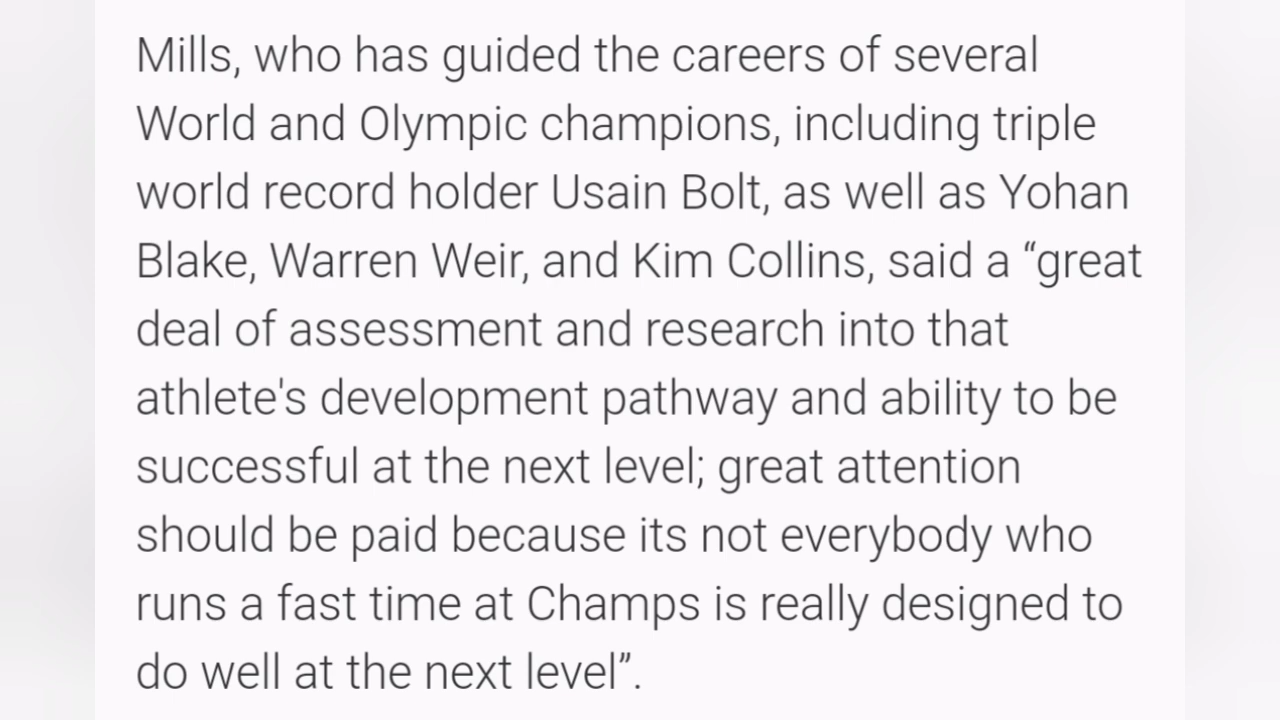 Mills, who has guided the careers of several
World and Olympic champions, including triple
world record holder Usain Bolt, as well as Yohan
Blake, Warren Weir, and Kim Collins, said a “great
deal of assessment and research into that
athlete's development pathway and ability to be
successful at the next level; great attention
should be paid because its not everybody who
runs a fast time at Champs is really designed to
do well at the next level”.